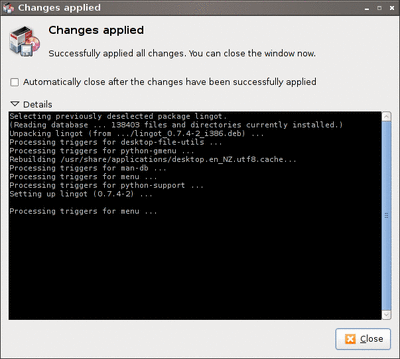 Changes applied
Changes applied
Successfully applied all changes. You can close the window now.
Automatically close after the changes have been successfully applied
Details
Selecting previously deselected package lingot.
(Reading database ... 138403 files and directories currently installed.)
Unpacking lingot (from .../lingot_0.7.4-2_i386.deb) ...
Processing triggers for desktop-file-utils ...
Processing triggers for python-gmenu ...
Rebuilding /usr/share/applications/desktop.en_NZ.utf8.cache...
Processing triggers for man-db ...
Processing triggers for menu ...
Processing triggers for python-support ...
Setting up lingot (0.7.4-2) ...
Processing triggers for menu ...
Close